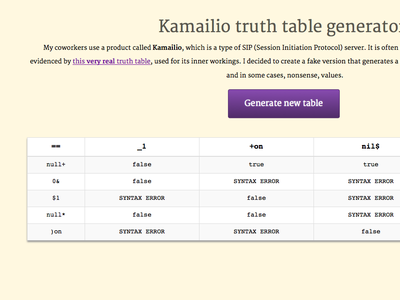 Kamailio truth table generato
My coworkers use a product called Kamailio, which is a type of SIP (Session Initiation Protocol) server. It is often
evidenced by this very real truth table, used for its inner workings. I decided to create a fake version that generates a
and in some cases, nonsense, values.
Generate new table
== _1 +on nil$
null+ false true true
0& false SYNTAX ERROR SYNTAX ERROR
$1 SYNTAX ERROR false SYNTAX ERROR
null* false false SYNTAX ERROR
;on SYNTAX ERROR SYNTAX ERROR false